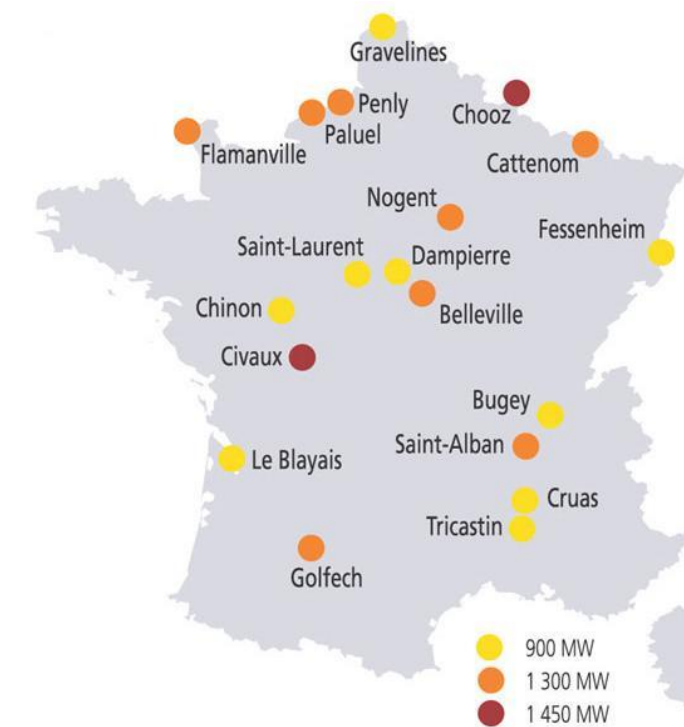 Gravelines
Penly
Chooz
Paluel
Flamanville
Cattenom
Nogent
Fessenheim
Saint-Laurent
Dampierre
Chinon
Belleville
Civaux
Bugey
Saint-Alban
Le Blayais
Cruas
Tricastin
Golfech
900 MW
1 300 MW
1 450 MW